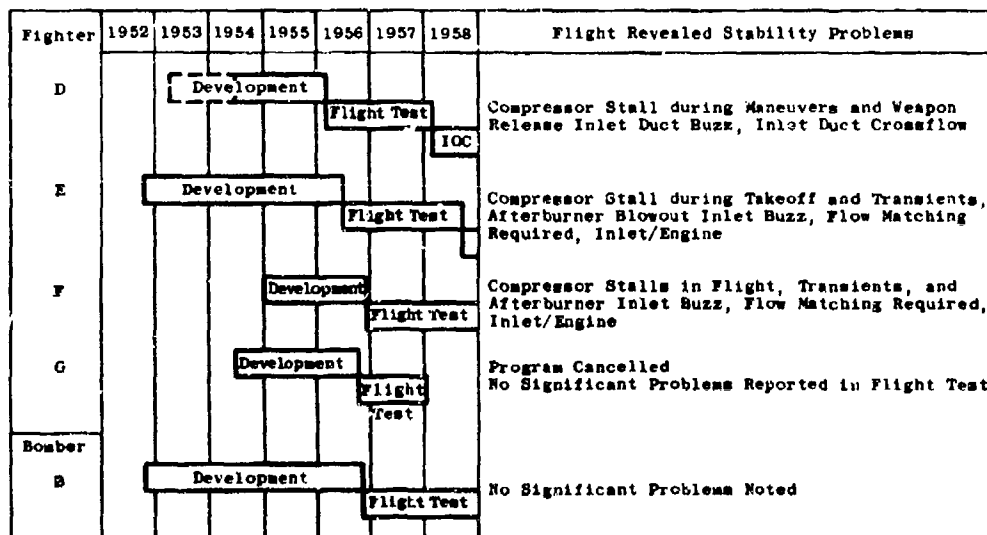 Fighter 1952 1953 1954 1955 1956 1957 1958 Flight Revealed Stability Problems
D Development
Flight Test
IOC
Compressor Stall during Maneuvers and Weapon
Release Inlet Duct Buzz, Inlet Duct Crossflow
E Development
Flight Test
Compressor Stall during Takeoff and Transients,
Afterburner Blowout Inlet Buzz, Flow Matching
Required, Inlet/Engine
F Development
Flight Test
Compressor Stalls in Flight, Transients, and
Afterburner Inlet Buzz, Flow Matching Required,
Inlet/Engine
G Development
Flight
Test
Program Cancelled
No Significant Problems Reported in Flight Test
Bomber
B Development
Flight Test
No Significant Problems Noted